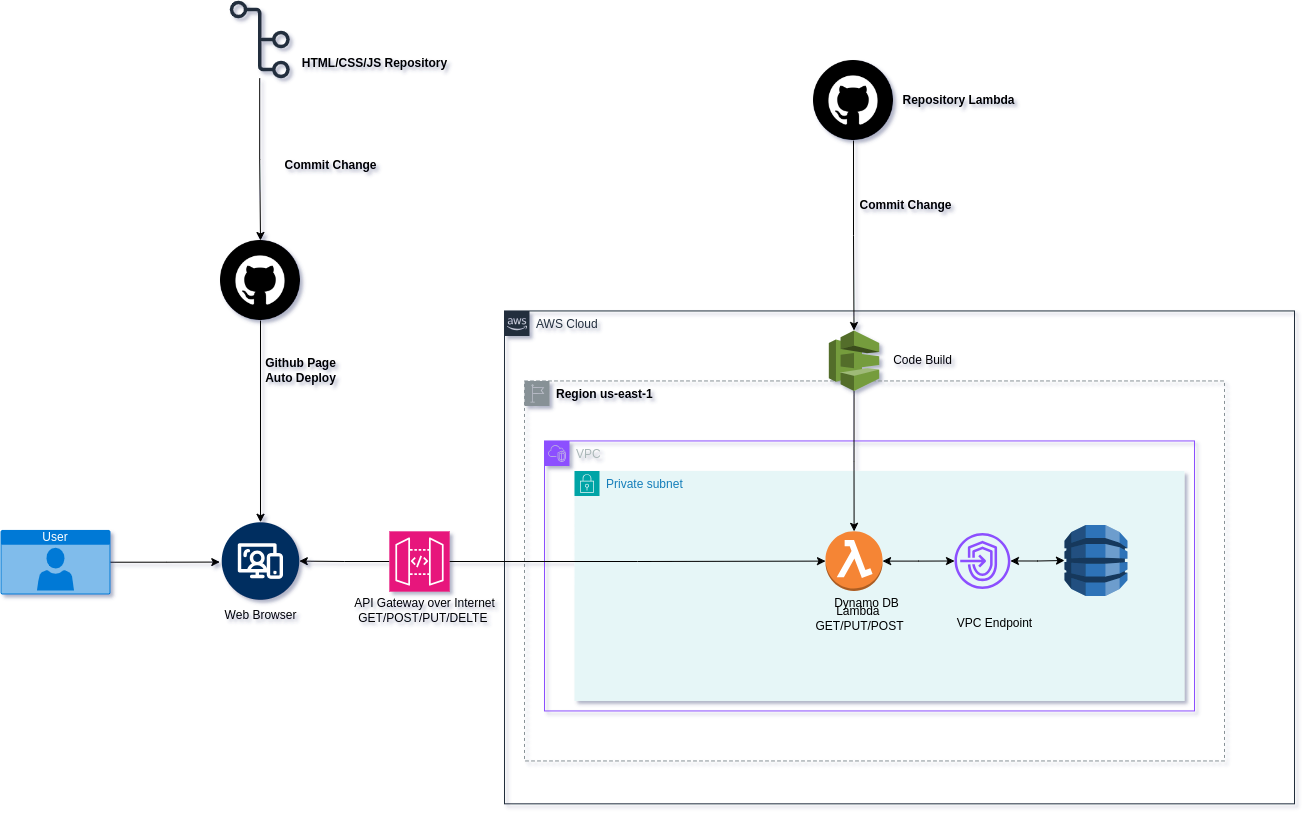 HTML/CSS/JS Repository
Repository Lambda
Commit Change
Commit Change
aws
AWS Cloud
Code Build
Github Page
Auto Deploy
Region us-east-1
VPC
Private subnet
User
Web Browser
API Gateway over Internet
GET/POST/PUT/DELTE
Dynamo DB
Lambda
GET/PUT/POST
VPC Endpoint